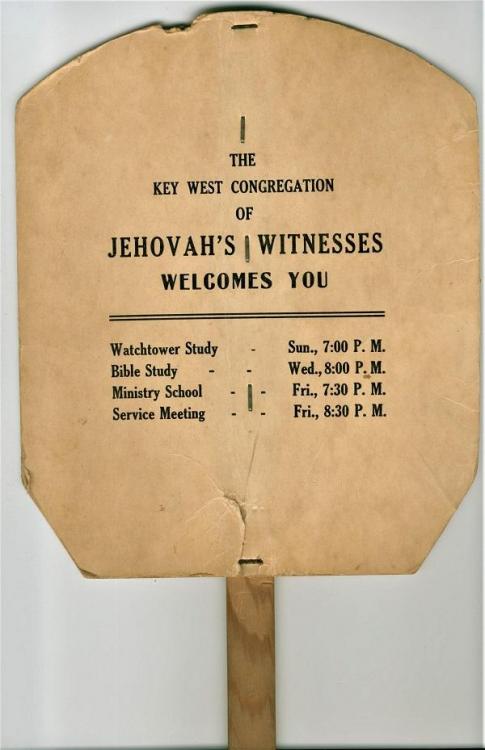 THE
KEY WEST CONGREGATION
OF
JEHOVAH'S WITNESSES
WELCOMES YOU
Watchtower Study - Sun., 7:00 P. M.
Bible Study - - Wed., 8:00 P. M.
Ministry School - - Fri., 7:30 P. M.
Service Meeting - - Fri., 8:30 P. M.